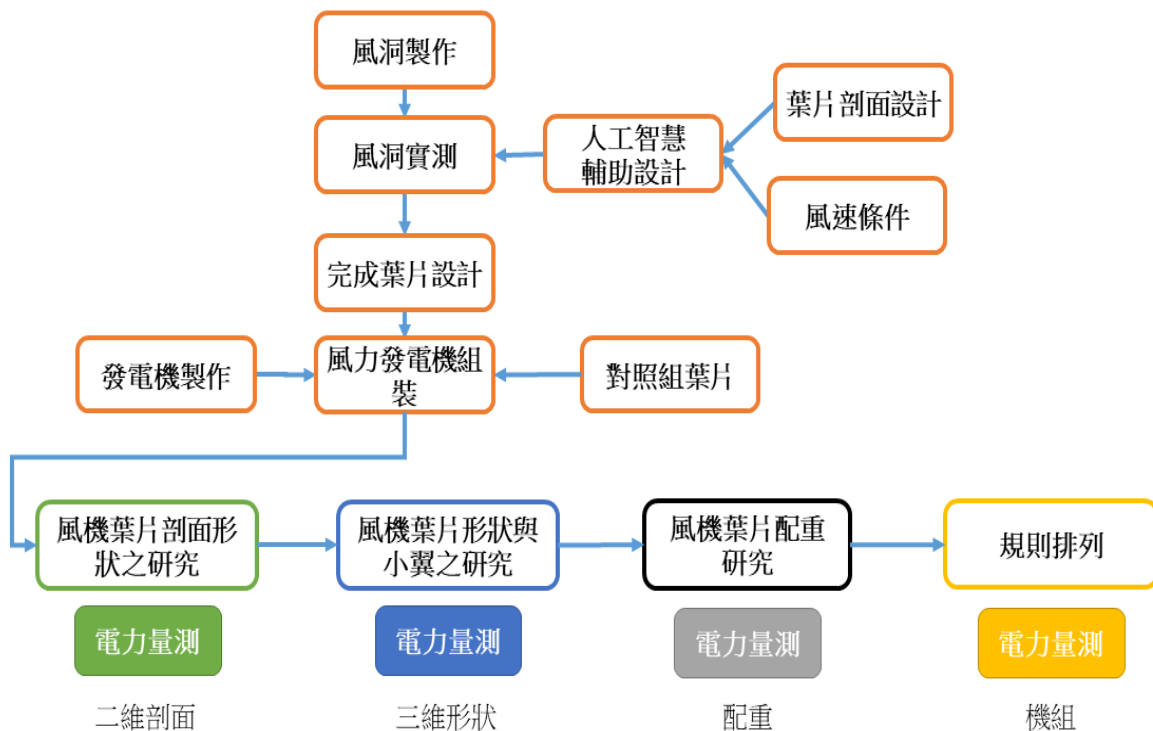 風洞製作
葉片剖面設計
風洞實測
人工智慧
輔助設計
風速條件
完成葉片設計
發電機製作
風力發電機組
裝
對照組葉片
風機葉片剖面形
狀之研究
風機葉片形狀與
小翼之研究
風機葉片配重
研究
規則排列
電力量測
電力量測
電力量測
電力量測
二維剖面
三維形狀
配重
機組